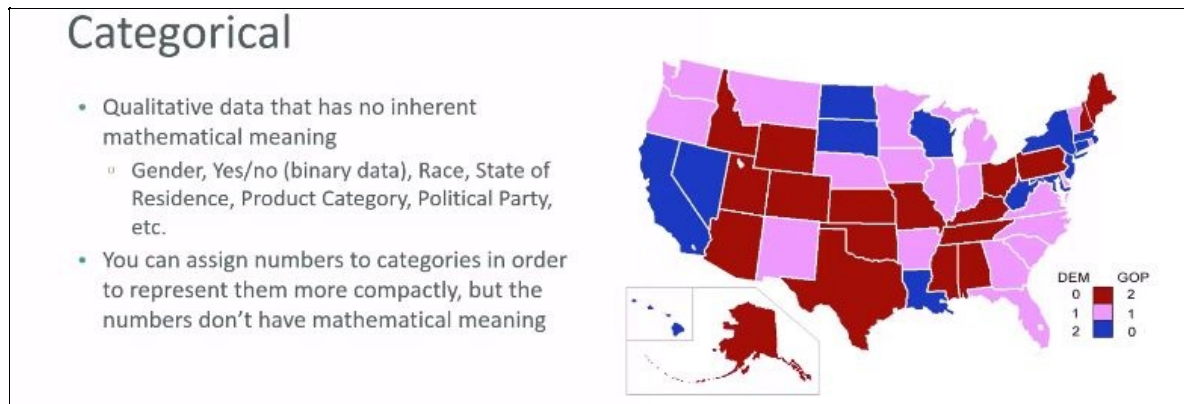 Categorical
• Qualitative data that has no inherent
mathematical meaning
▫ Gender, Yes/no (binary data), Race, State of
Residence, Product Category, Political Party,
etc.
• You can assign numbers to categories in order
to represent them more compactly, but the
numbers don’t have mathematical meaning
DEM GOP
0 2
1 1
2 0